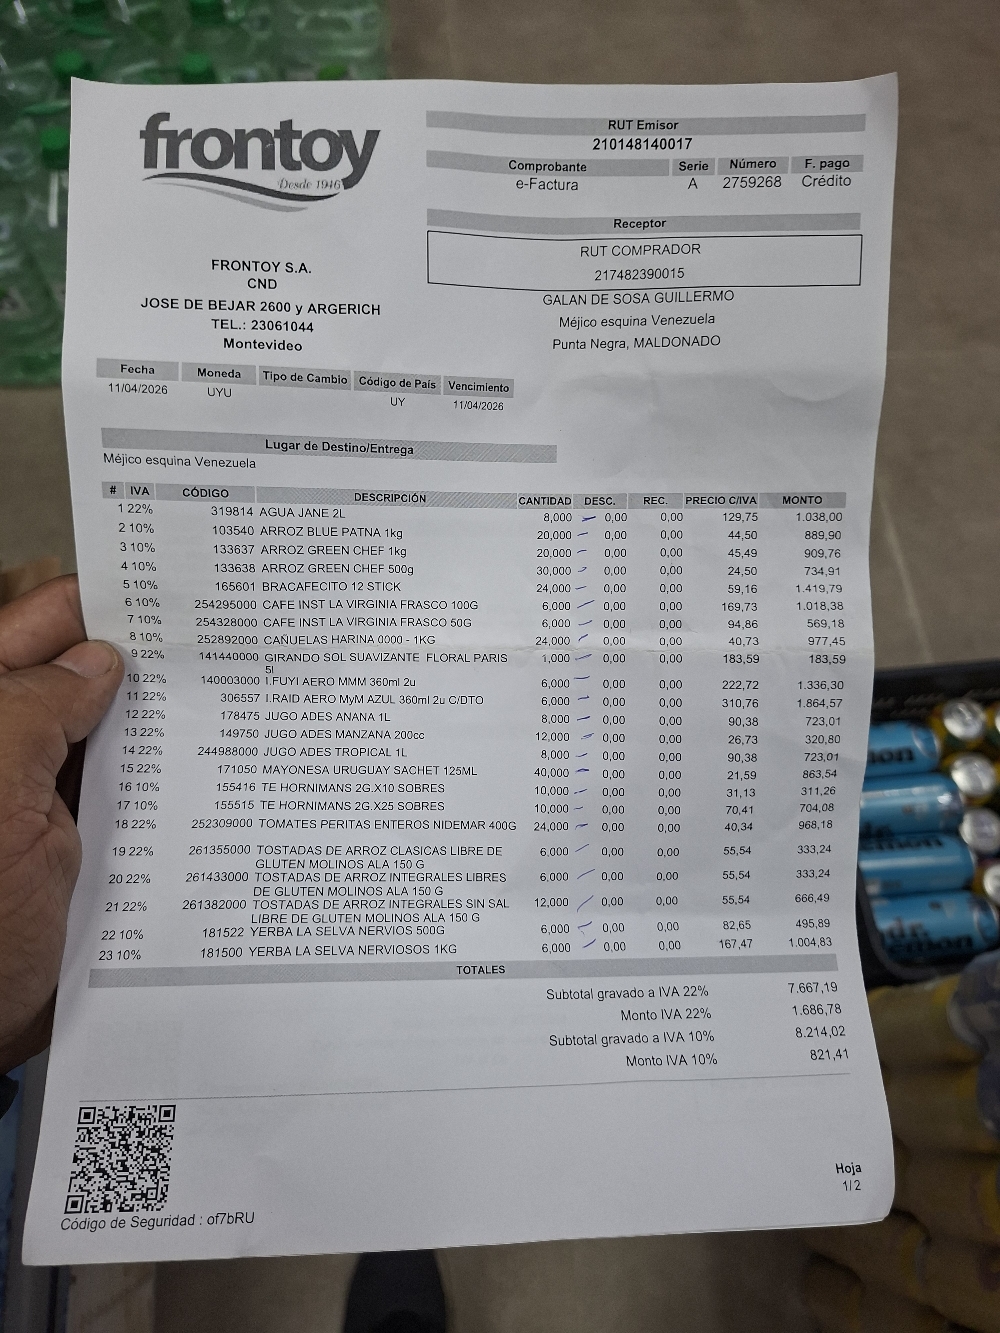 frontoy
Desde 1946
RUT Emisor
210148140017
Comprobante Serie Número F. pago
e-Factura A 2759268 Crédito
Receptor
RUT COMPRADOR
217482390015
GALAN DE SOSA GUILLERMO
Méjico esquina Venezuela
Punta Negra, MALDONADO
FRONTOY S.A.
CND
JOSE DE BEJAR 2600 y ARGERICH
TEL.: 23061044
Montevideo
Fecha Moneda Tipo de Cambio Código de País Vencimiento
11/04/2026 UYU UY 11/04/2026
Lugar de Destino/Entrega
Méjico esquina Venezuela
# IVA CÓDIGO DESCRIPCIÓN CANTIDAD DESC. REC. PRECIO C/IVA MONTO
1 22% 319814 AGUA JANE 2L 8,000 0,00 0,00 129,75 1.038,00
2 10% 103540 ARROZ BLUE PATNA 1kg 20,000 0,00 0,00 44,50 889,90
3 10% 133637 ARROZ GREEN CHEF 1kg 20,000 0,00 0,00 45,49 909,76
4 10% 133638 ARROZ GREEN CHEF 500g 30,000 0,00 0,00 24,50 734,91
5 10% 165601 BRACAFECITO 12 STICK 24,000 0,00 0,00 59,16 1.419,79
6 10% 254295000 CAFE INST LA VIRGINIA FRASCO 100G 6,000 0,00 0,00 169,73 1.018,38
7 10% 254328000 CAFE INST LA VIRGINIA FRASCO 50G 6,000 0,00 0,00 94,86 569,18
8 10% 252892000 CAÑUELAS HARINA 0000 - 1KG 24,000 0,00 0,00 40,73 977,45
9 22% 141440000 GIRANDO SOL SUAVIZANTE FLORAL PARIS 1,000 0,00 0,00 183,59 183,59
5l
10 22% 140003000 I.FUYI AERO MMM 360ml 2u 6,000 0,00 0,00 222,72 1.336,30
11 22% 306557 I.RAID AERO MyM AZUL 360ml 2u C/DTO 6,000 0,00 0,00 310,76 1.864,57
12 22% 178475 JUGO ADES ANANA 1L 8,000 0,00 0,00 90,38 723,01
13 22% 149750 JUGO ADES MANZANA 200cc 12,000 0,00 0,00 26,73 320,80
14 22% 244988000 JUGO ADES TROPICAL 1L 8,000 0,00 0,00 90,38 723,01
15 22% 171050 MAYONESA URUGUAY SACHET 125ML 40,000 0,00 0,00 21,59 863,54
16 10% 155416 TE HORNIMANS 2G.X10 SOBRES 10,000 0,00 0,00 31,13 311,26
17 10% 155515 TE HORNIMANS 2G.X25 SOBRES 10,000 0,00 0,00 70,41 704,08
18 22% 252309000 TOMATES PERITAS ENTEROS NIDEMAR 400G 24,000 0,00 0,00 40,34 968,18
19 22% 261355000 TOSTADAS DE ARROZ CLASICAS LIBRE DE 6,000 0,00 0,00 55,54 333,24
GLUTEN MOLINOS ALA 150 G
20 22% 261433000 TOSTADAS DE ARROZ INTEGRALES LIBRES 6,000 0,00 0,00 55,54 333,24
DE GLUTEN MOLINOS ALA 150 G
21 22% 261382000 TOSTADAS DE ARROZ INTEGRALES SIN SAL 12,000 0,00 0,00 55,54 666,49
LIBRE DE GLUTEN MOLINOS ALA 150 G
22 10% 181522 YERBA LA SELVA NERVIOS 500G 6,000 0,00 0,00 82,65 495,89
23 10% 181500 YERBA LA SELVA NERVIOSOS 1KG 6,000 0,00 0,00 167,47 1.004,83
TOTALES
Subtotal gravado a IVA 22% 7.667,19
Monto IVA 22% 1.686,78
Subtotal gravado a IVA 10% 8.214,02
Monto IVA 10% 821,41
Hoja
1/2
Código de Seguridad : of7bRU